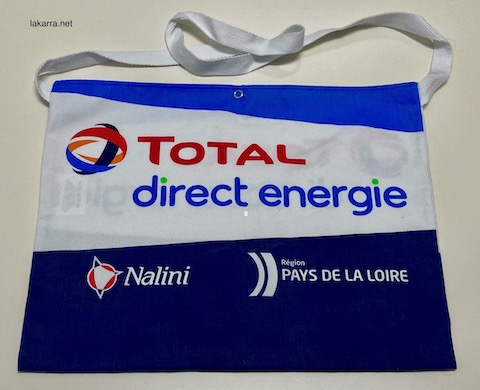 lakarra.net
TOTAL
direct energie
Nalini
Région
PAYS DE LA LOIRE